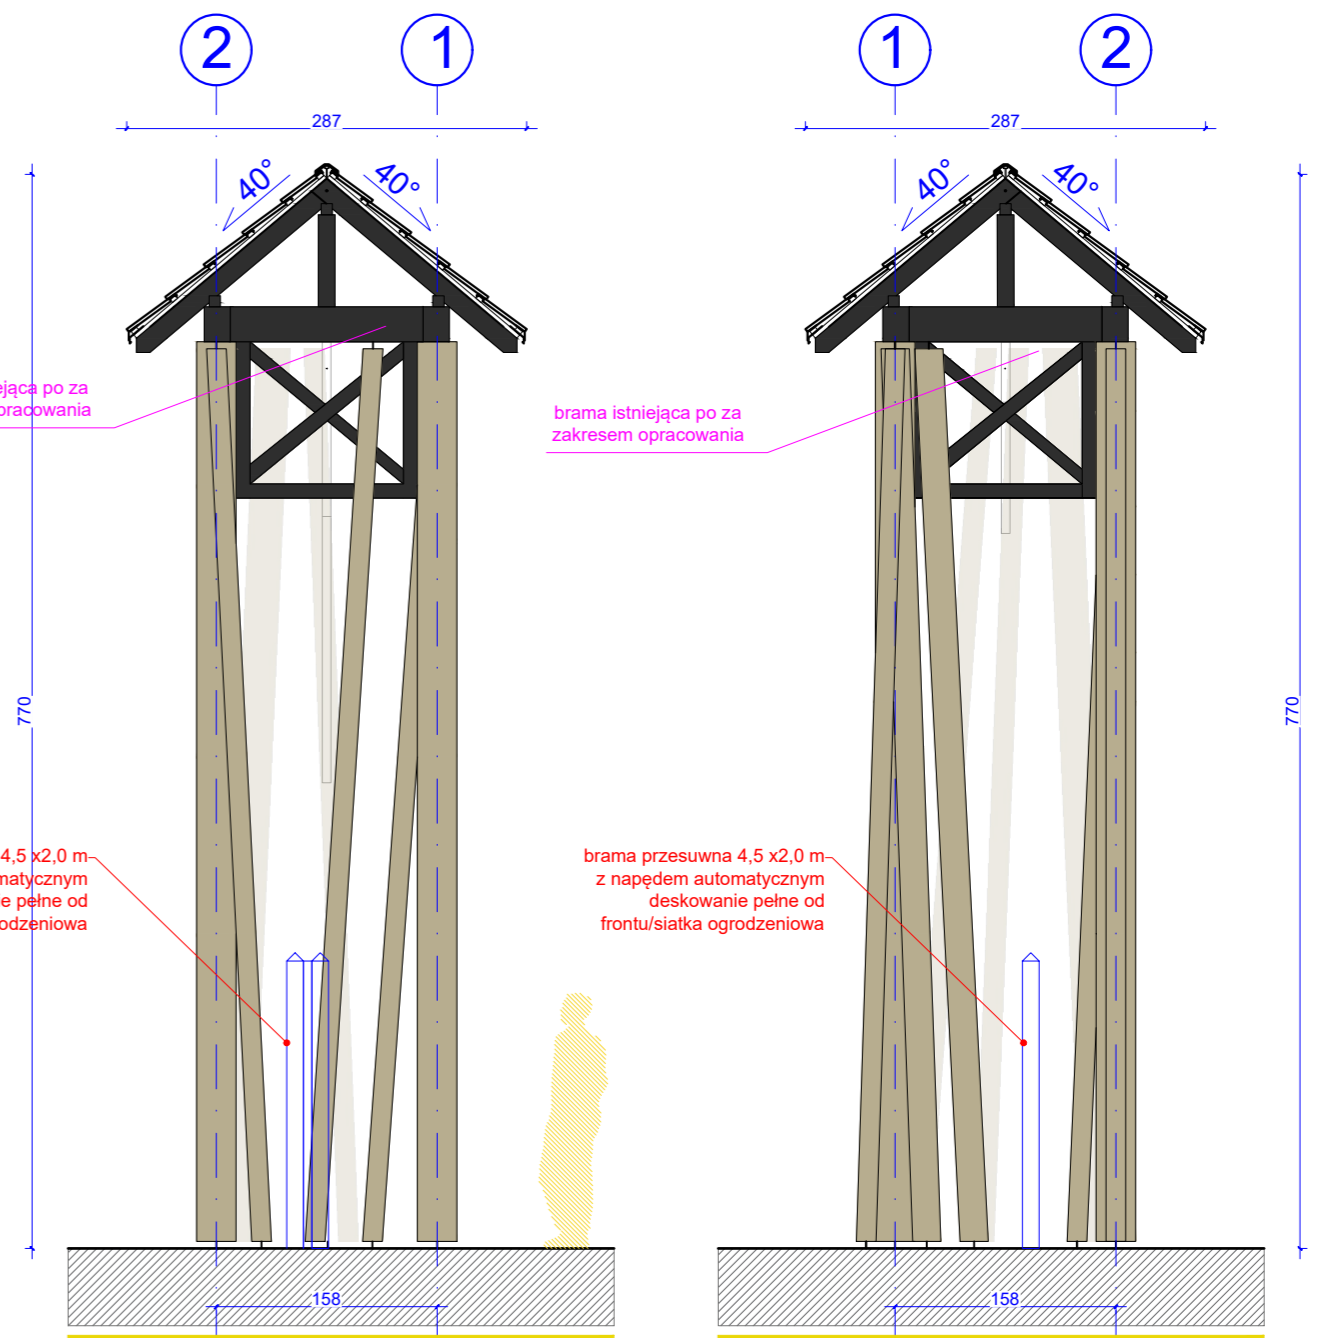 2
1
1
2
287
287
40°
40°
40°
40°
ejąca po za
pracowania
brama istniejąca po za
zakresem opracowania
770
770
4,5 x2,0 m
matycznym
e pełne od
odzeniowa
brama przesuwna 4,5 x2,0 m
z napędem automatycznym
deskowanie pełne od
frontu/siatka ogrodzeniowa
158
158